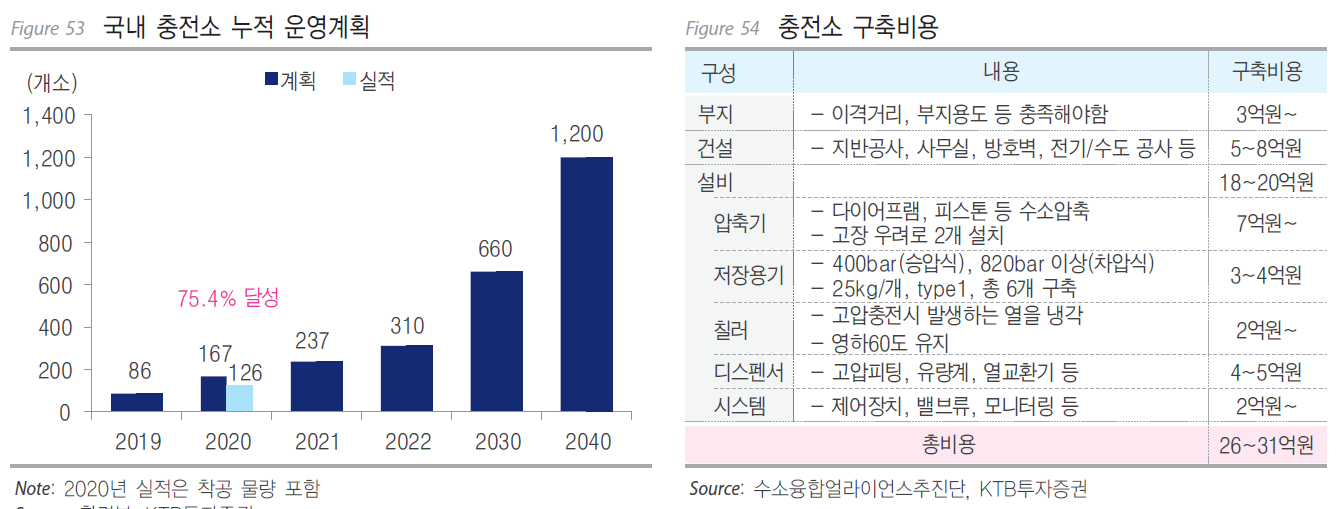 Figure 53 국내 충전소 누적 운영계획
(개소)
계획 실적
1,400
1,200
1,000
800
600
400
200
0
86
167
126
75.4% 달성
237
310
660
1,200
2019 2020 2021 2022 2030 2040
Note: 2020년 실적은 착공 물량 포함
Figure 54 충전소 구축비용
구성 내용 구축비용
부지 – 이격거리, 부지용도 등 충족해야함 3억원~
건설 – 지반공사, 사무실, 방호벽, 전기/수도 공사 등 5~8억원
설비 18~20억원
압축기 – 다이어프램, 피스톤 등 수소압축 7억원~
– 고장 우려로 2개 설치
저장용기 – 400bar(승압식), 820bar 이상(차압식) 3~4억원
– 25kg/개, type1, 총 6개 구축
칠러 – 고압충전시 발생하는 열을 냉각 2억원~
– 영하60도 유지
디스펜서 – 고압피팅, 유량계, 열교환기 등 4~5억원
시스템 – 제어장치, 밸브류, 모니터링 등 2억원~
총비용 26~31억원
Source: 수소융합얼라이언스추진단, KTB투자증권